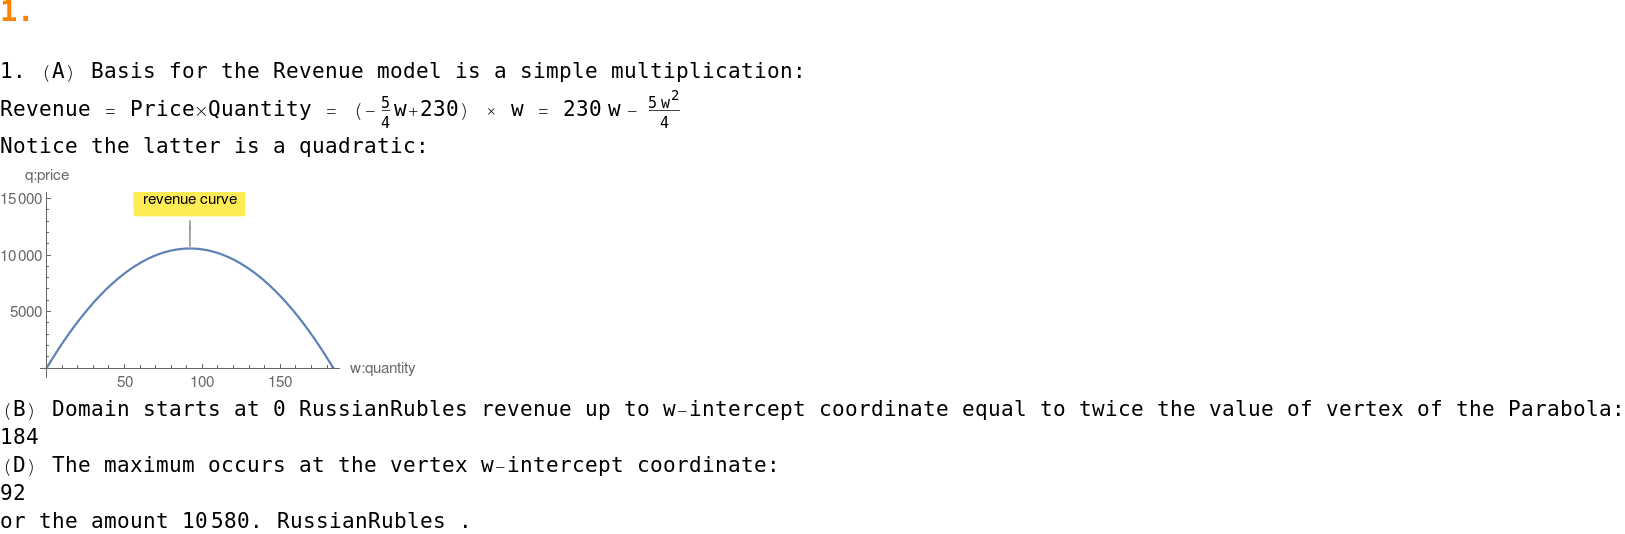 1.
1. (A) Basis for the Revenue model is a simple multiplication:
Revenue = Price×Quantity = (-5/4 w+230) × w = 230 w - 5 w²/4
Notice the latter is a quadratic:
q:price
15000
revenue curve
10000
5000
w:quantity
50 100 150
(B) Domain starts at 0 RussianRubles revenue up to w-intercept coordinate equal to twice the value of vertex of the Parabola:
184
(D) The maximum occurs at the vertex w-intercept coordinate:
92
or the amount 10580. RussianRubles .